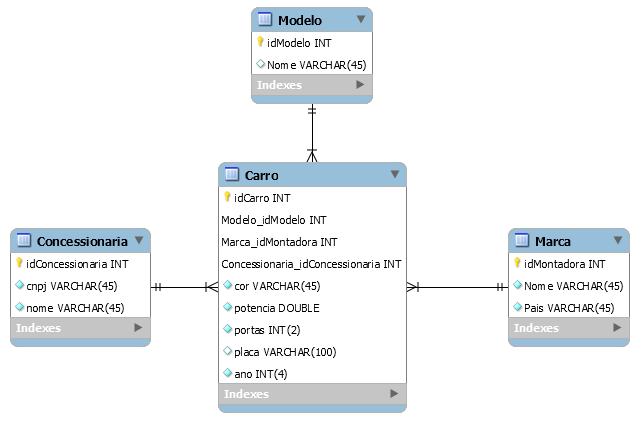 Modelo
idModelo INT
Nome VARCHAR(45)
Indexes
Carro
idCarro INT
Modelo_idModelo INT
Marca_idMontadora INT
Concessionaria_idConcessionaria INT
cor VARCHAR(45)
potencia DOUBLE
portas INT(2)
placa VARCHAR(100)
ano INT(4)
Indexes
Concessionaria
idConcessionaria INT
cnpj VARCHAR(45)
nome VARCHAR(45)
Indexes
Marca
idMontadora INT
Nome VARCHAR(45)
Pais VARCHAR(45)
Indexes